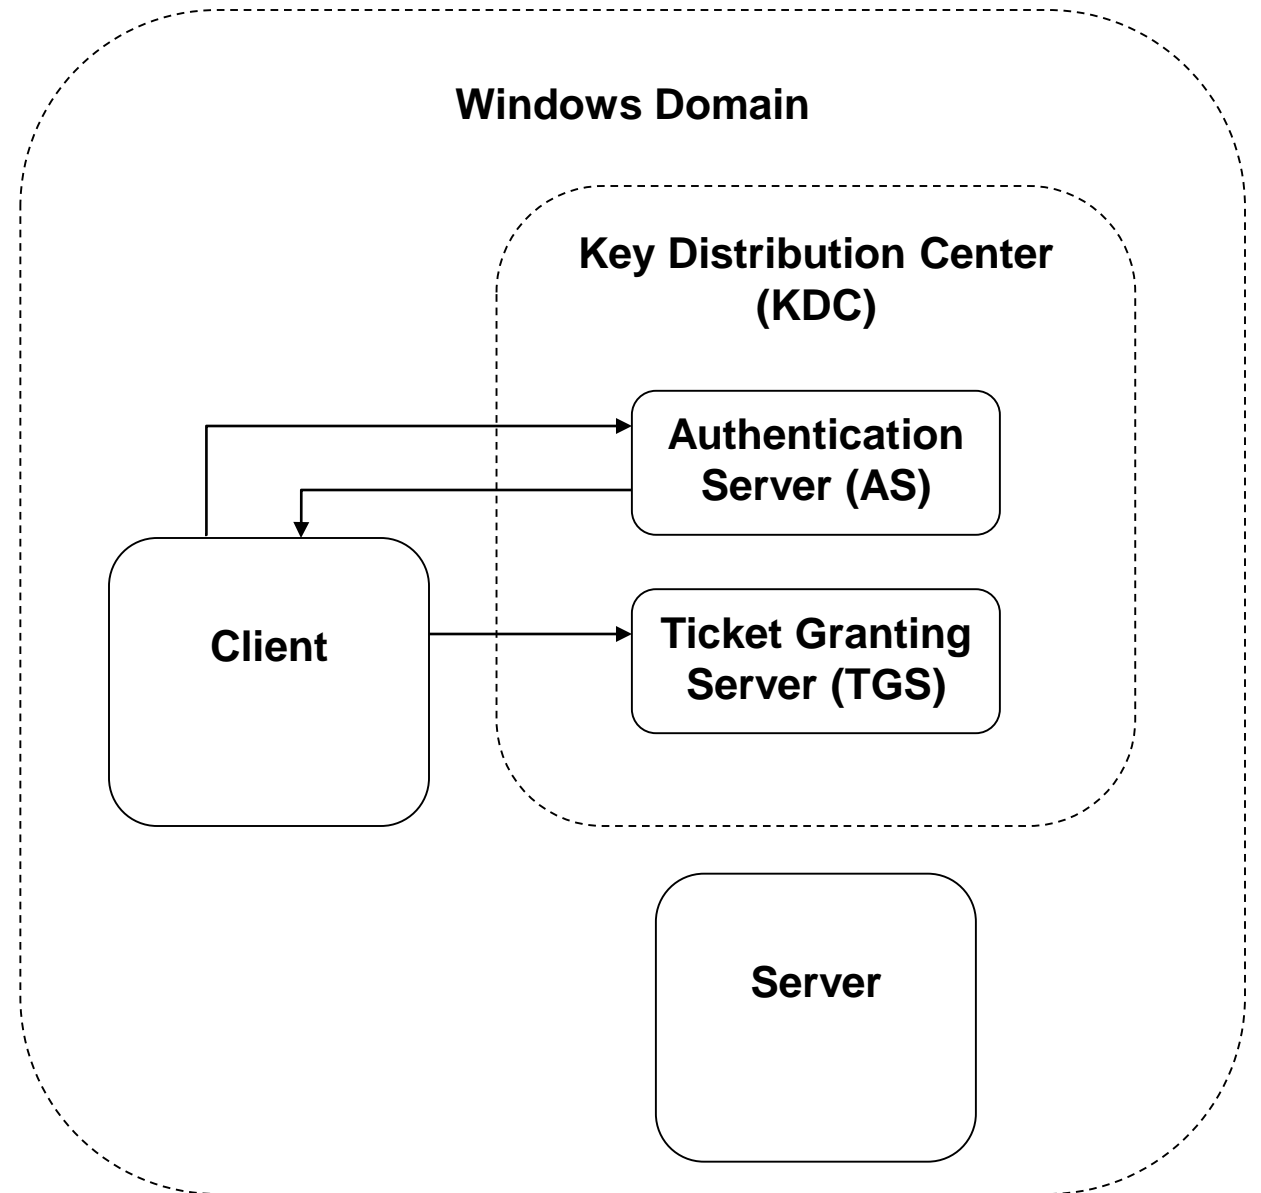 Windows Domain
Key Distribution Center
(KDC)
Authentication
Server (AS)
Client
Ticket Granting
Server (TGS)
Server